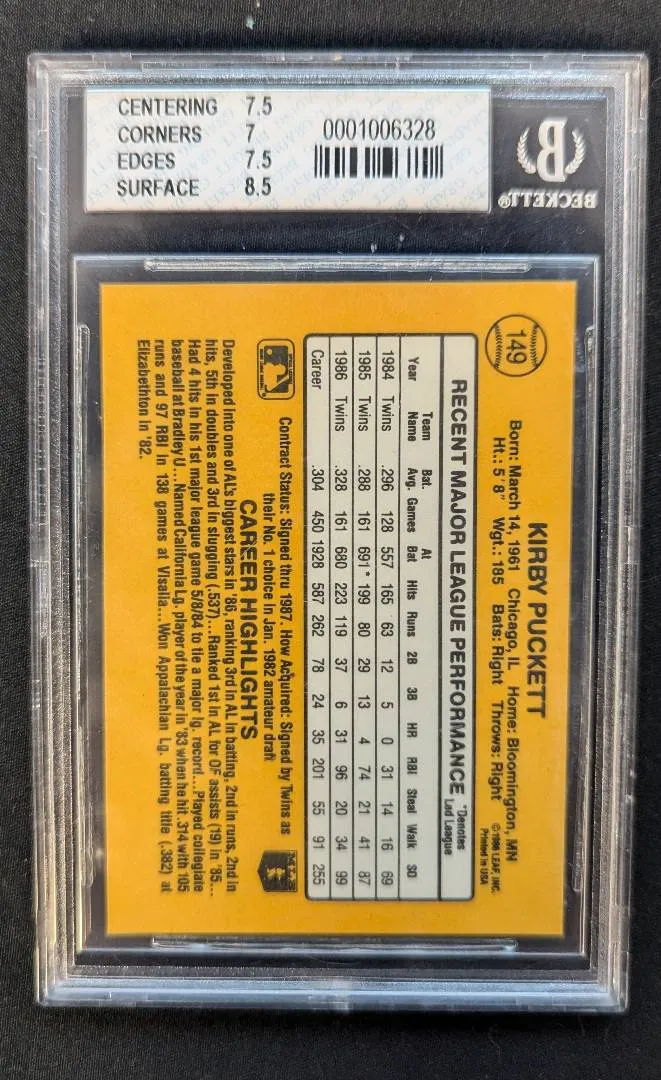 CENTERING 7.5
CORNERS 7
EDGES 7.5
SURFACE 8.5
0001006328
B
BECKETT®
149
KIRBY PUCKETT
Born: March 14, 1961 Chicago, IL Home: Bloomington, MN
Ht.: 5'8" Wgt.: 185 Bats: Right Throws: Right
© 1986 LEAF, INC.
Printed in USA
RECENT MAJOR LEAGUE PERFORMANCE
*Denotes
Lead League
Year Team Name Bat. Avg. Games At Bat Hits Runs 2B 3B HR RBI Steal Walk SO
1984 Twins .296 128 557 165 63 12 5 0 31 14 16 69
1985 Twins .288 161 691* 199 80 29 13 4 74 21 41 87
1986 Twins .328 161 680 223 119 37 6 31 96 20 34 99
Career .304 450 1928 587 262 78 24 35 201 55 91 255
Contract Status: Signed thru 1987. How Acquired: Signed by Twins as
their No. 1 choice in Jan. 1982 amateur draft
CAREER HIGHLIGHTS
Developed into one of AL's biggest stars in '86, ranking 3rd in AL in batting, 2nd in runs, 2nd in
hits, 5th in doubles and 3rd in slugging (.537)...Ranked 1st in AL for OF assists (19) in '85...
Had 4 hits in his 1st major league game 5/8/84 to tie a major lg. record....Played collegiate
baseball at Bradley U...Named California Lg. player of the year in '83 when he hit .314 with 105
runs and 97 RBI in 138 games at Visalia...Won Appalachian Lg. batting title (.382) at
Elizabethton in '82.